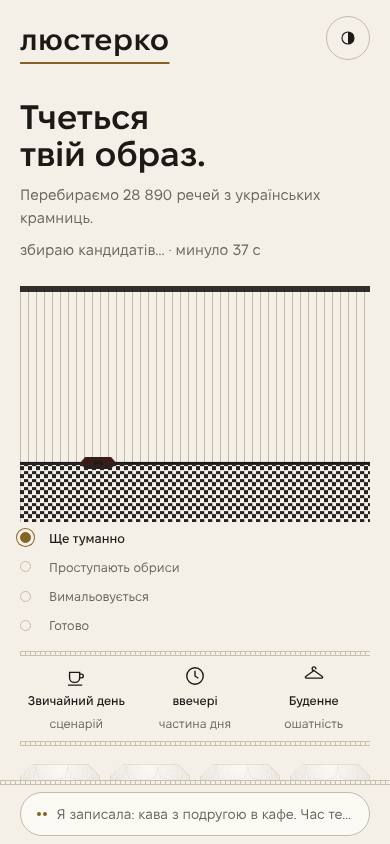 люстерко
Тчеться
твій образ.
Перебираємо 28 890 речей з українських
крамниць.
збираю кандидатів... · минуло 37 с
Ще туманно
Проступають обриси
Вимальовується
Готово
Звичайний день
сценарій
ввечері
частина дня
Буденне
ошатність
Я записала: кава з подругою в кафе. Час те...